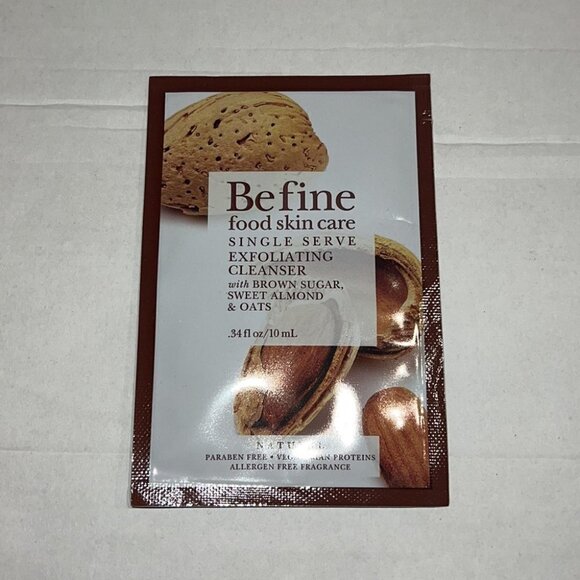 Befine
food skin care
SINGLE SERVE
EXFOLIATING
CLEANSER
with BROWN SUGAR,
SWEET ALMOND
& OATS
.34 fl oz/10 mL
PARABEN FREE • VEGETARIAN PROTEINS
ALLERGEN FREE FRAGRANCE